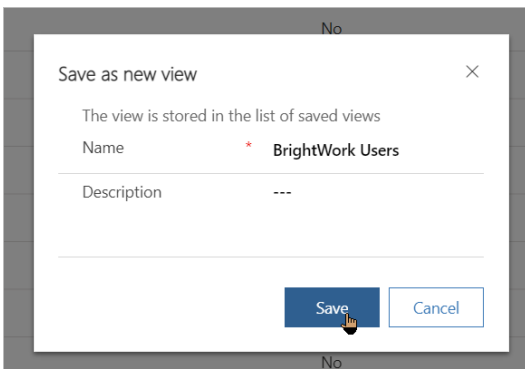 No
Save as new view
The view is stored in the list of saved views
Name * BrightWork Users
Description ---
Save Cancel
No